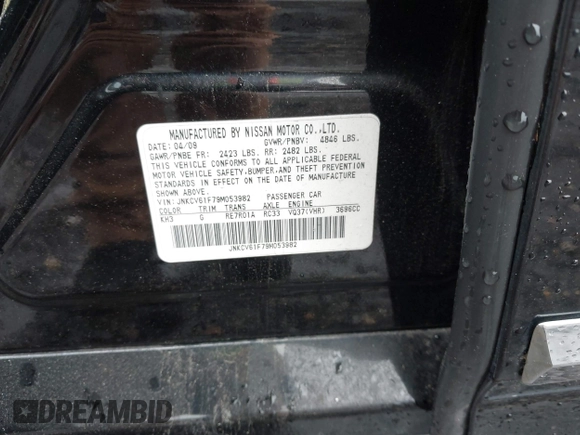 MANUFACTURED BY NISSAN MOTOR CO.,LTD.
DATE: 04/09 GVWR/PNBV: 4846 LBS.
GAWR/PNBE FR: 2423 LBS. RR: 2482 LBS.
THIS VEHICLE CONFORMS TO ALL APPLICABLE FEDERAL
MOTOR VEHICLE SAFETY,BUMPER,AND THEFT PREVENTION
STANDARDS IN EFFECT ON THE DATE OF MANUFACTURE
SHOWN ABOVE.
VIN: JNKCV61F79M053982 PASSENGER CAR
COLOR TRIM TRANS AXLE ENGINE
KH3 G RE7R01A RC33 VQ37(VHR) 3696CC
JNKCV61F79M053982
DREAMBID